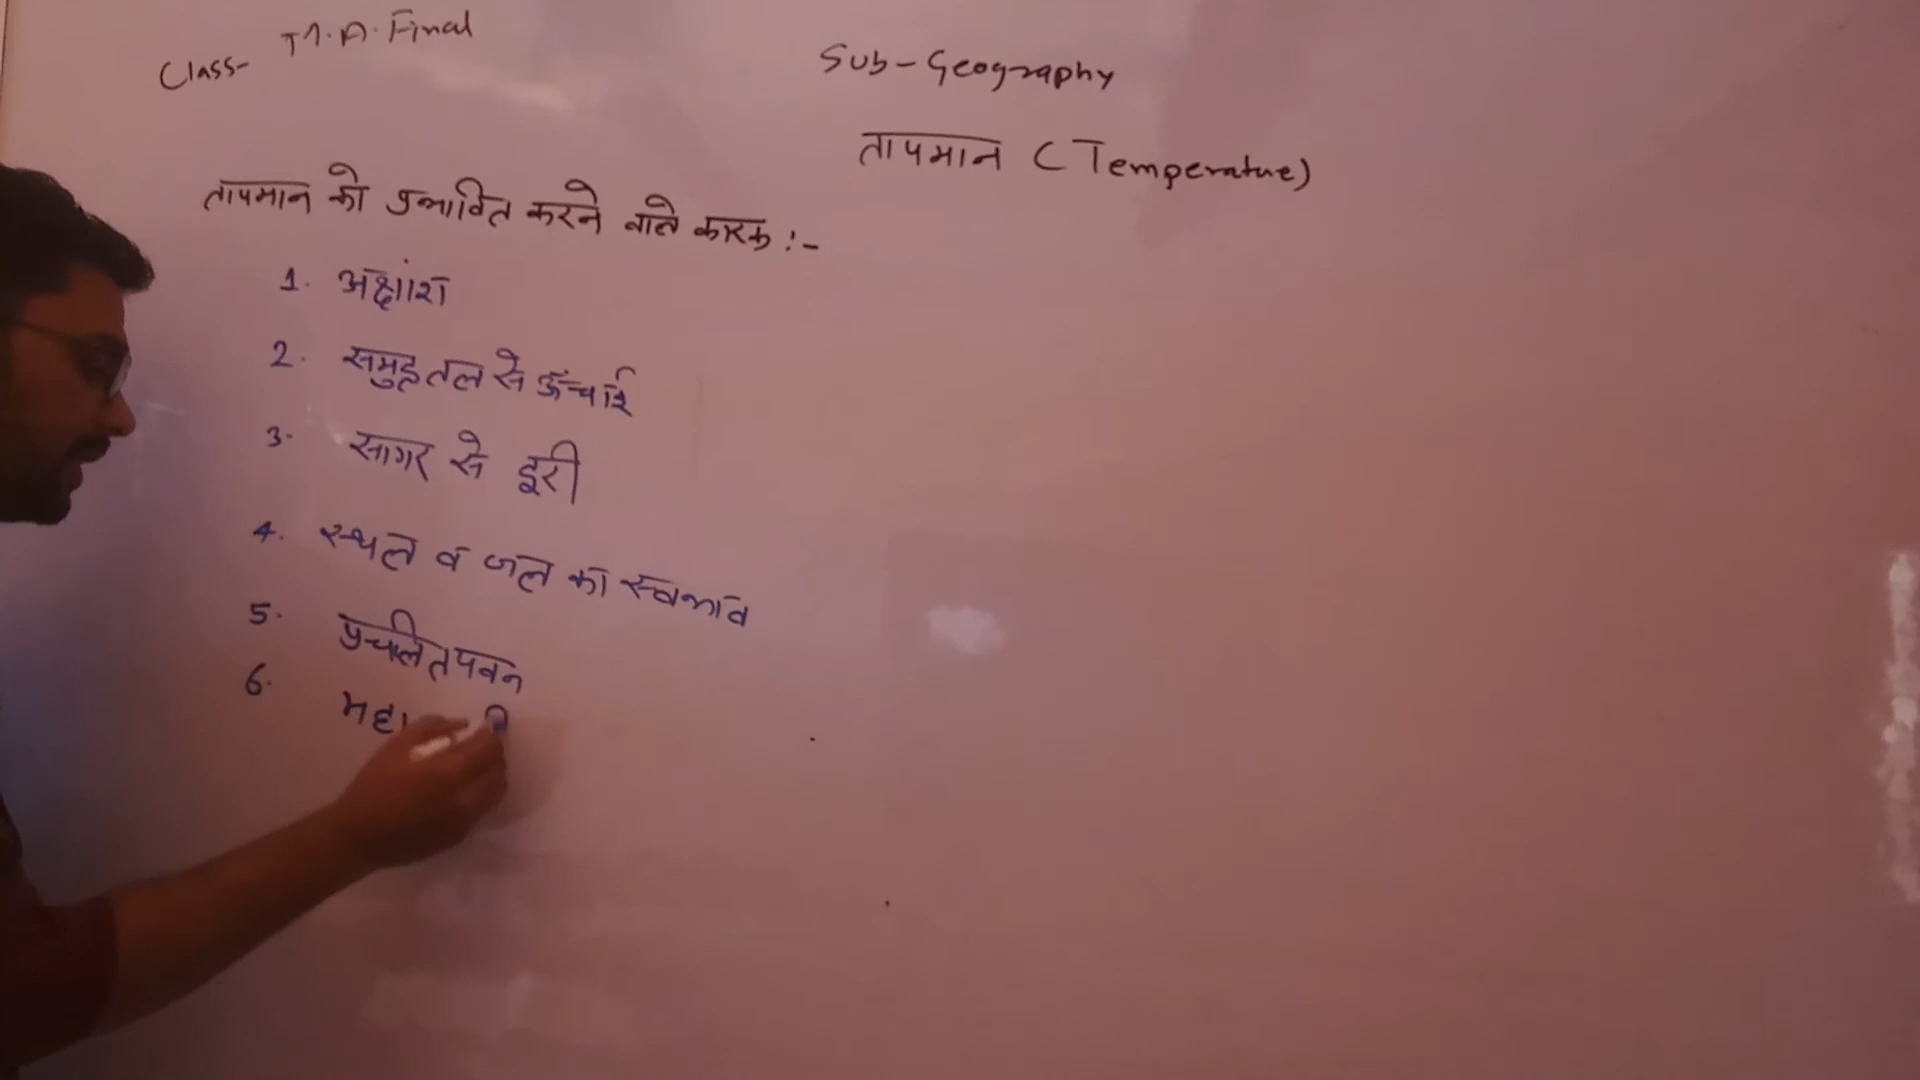 Class- M.A. Final
Sub-Geography
तापमान (Temperature)
तापमान को प्रभावित करने वाले कारक :-
1. अक्षांश
2. समुद्रतल से ऊँचाई
3. सागर से दूरी
4. स्थल व जल का स्वभाव
5. प्रचलित पवन
6.